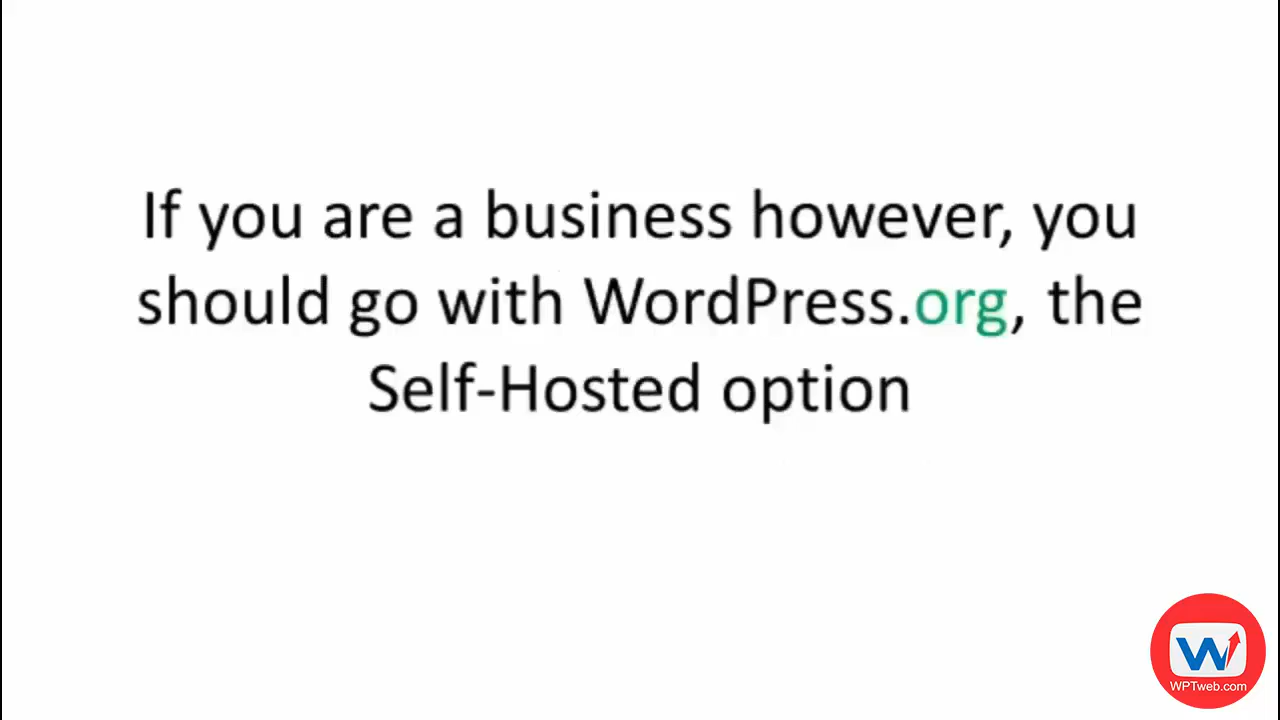 If you are a business however, you
should go with WordPress.org, the
Self-Hosted option
W
WPTweb.com